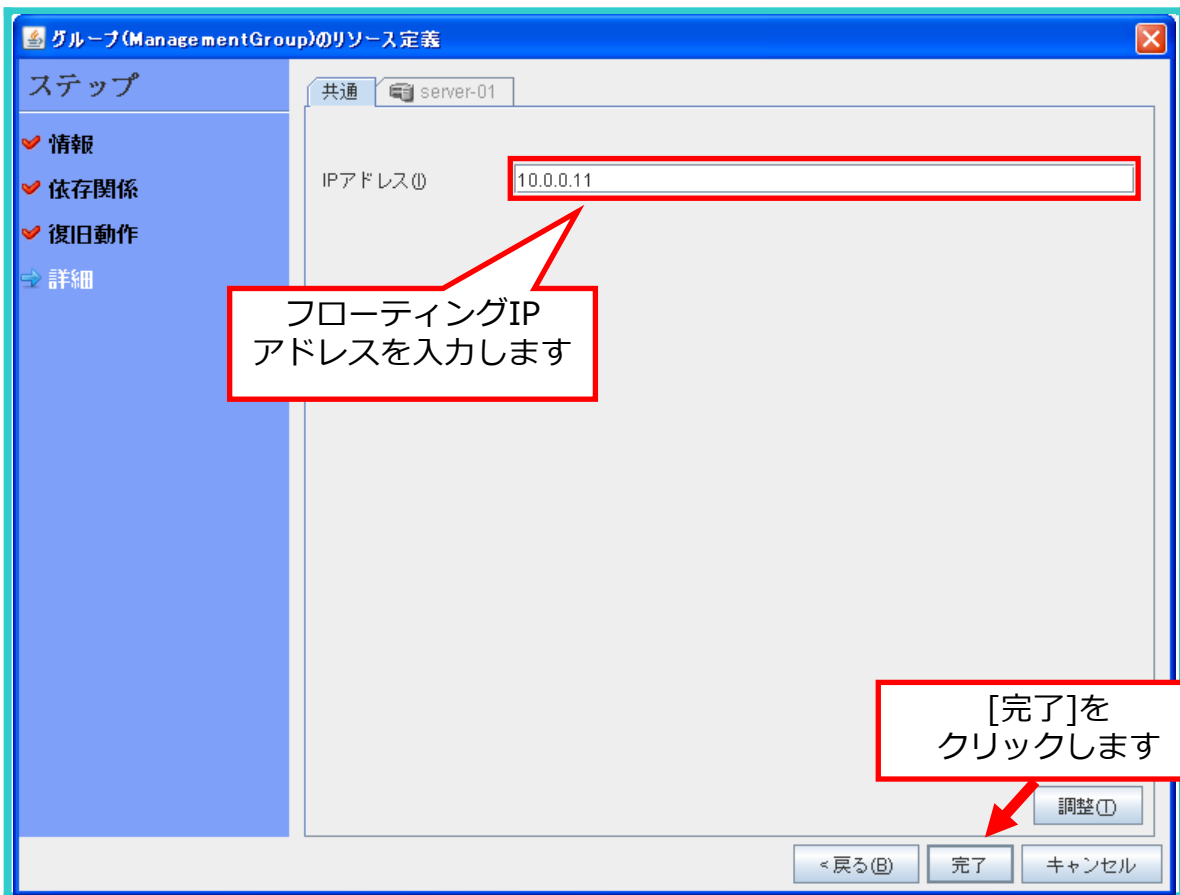 グループ(ManagementGroup)のリソース定義
ステップ
情報
依存関係
復旧動作
詳細
共通
server-01
IPアドレス(I)
10.0.0.11
フローティングIP
アドレスを入力します
[完了]を
クリックします
調整(T)
<戻る(B)
完了
キャンセル